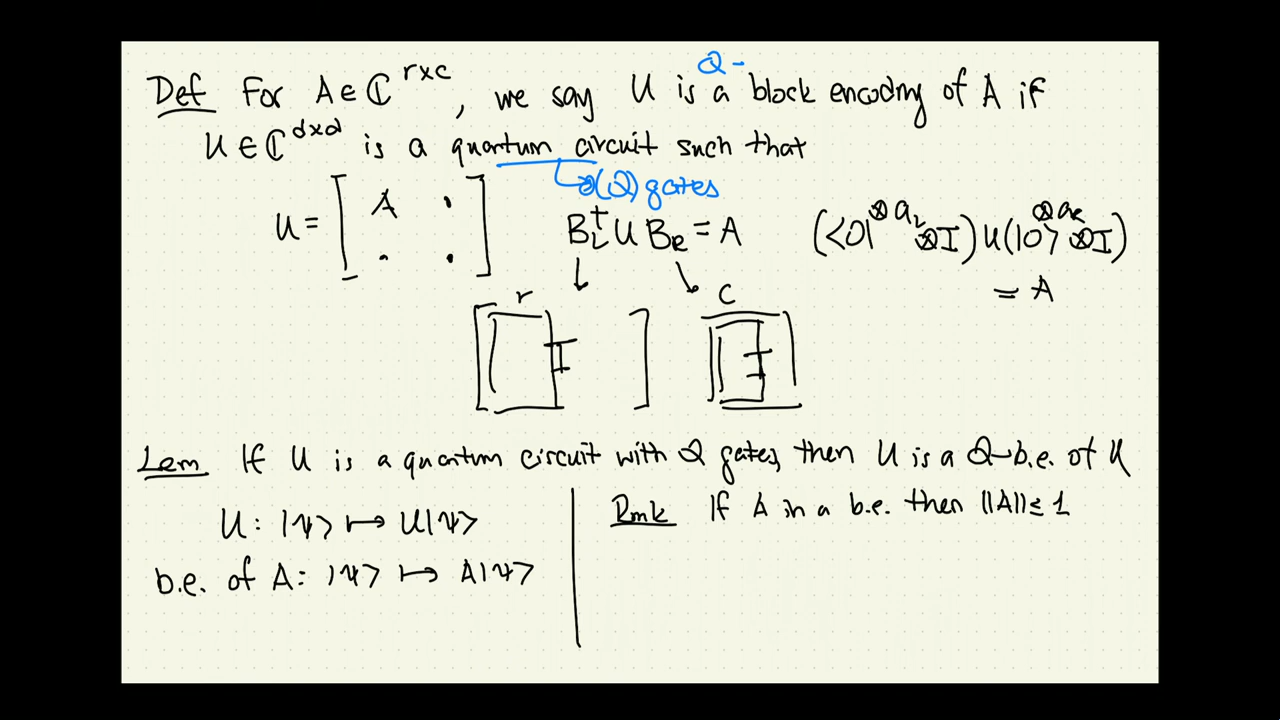 Q-
Def For A ∈ ℂ^{r×c}, we say U is a block encoding of A if
U ∈ ℂ^{d×d} is a quantum circuit such that
↳ O(Q) gates
U = [ A · ; · · ]  B_L^† U B_R = A  (<0|^{⊗a_L} ⊗ I) U (|0>^{⊗a_R} ⊗ I)
= A
r  c
I  I
Lem If U is a quantum circuit with Q gates, then U is a Q-b.e. of U
U: |ψ> ↦ U|ψ>
b.e. of A: |ψ> ↦ A|ψ>
Rmk If A in a b.e. then ||A|| ≤ 1